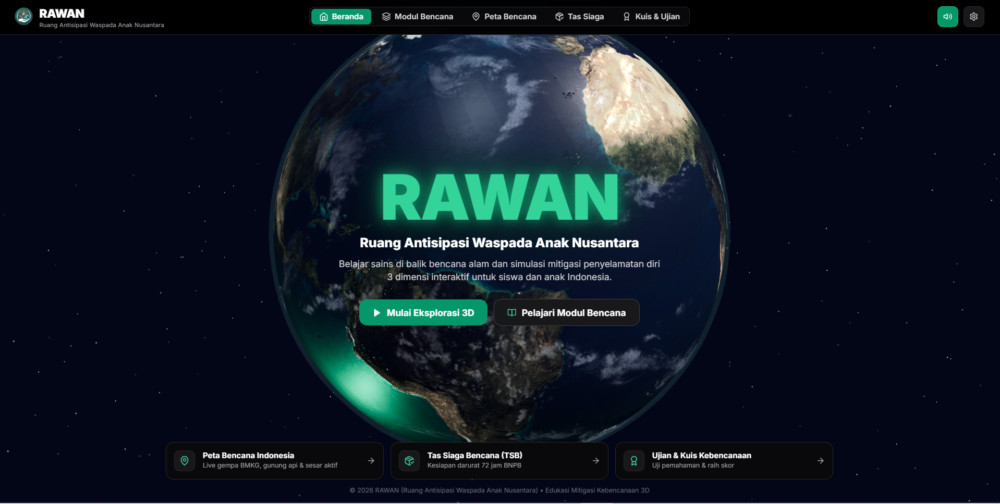 RAWAN
Ruang Antisipasi Waspada Anak Nusantara
Beranda
Modul Bencana
Peta Bencana
Tas Siaga
Kuis & Ujian
RAWAN
Ruang Antisipasi Waspada Anak Nusantara
Belajar sains di balik bencana alam dan simulasi mitigasi penyelamatan diri
3 dimensi interaktif untuk siswa dan anak Indonesia.
Mulai Eksplorasi 3D
Pelajari Modul Bencana
Peta Bencana Indonesia
Live gempa BMKG, gunung api & sesar aktif
Tas Siaga Bencana (TSB)
Kesiapan darurat 72 jam BNPB
Ujian & Kuis Kebencanaan
Uji pemahaman & raih skor
© 2026 RAWAN (Ruang Antisipasi Waspada Anak Nusantara) • Edukasi Mitigasi Kebencanaan 3D